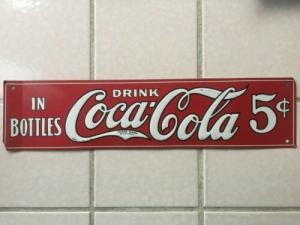 IN
BOTTLES
DRINK
Coca-Cola 5¢